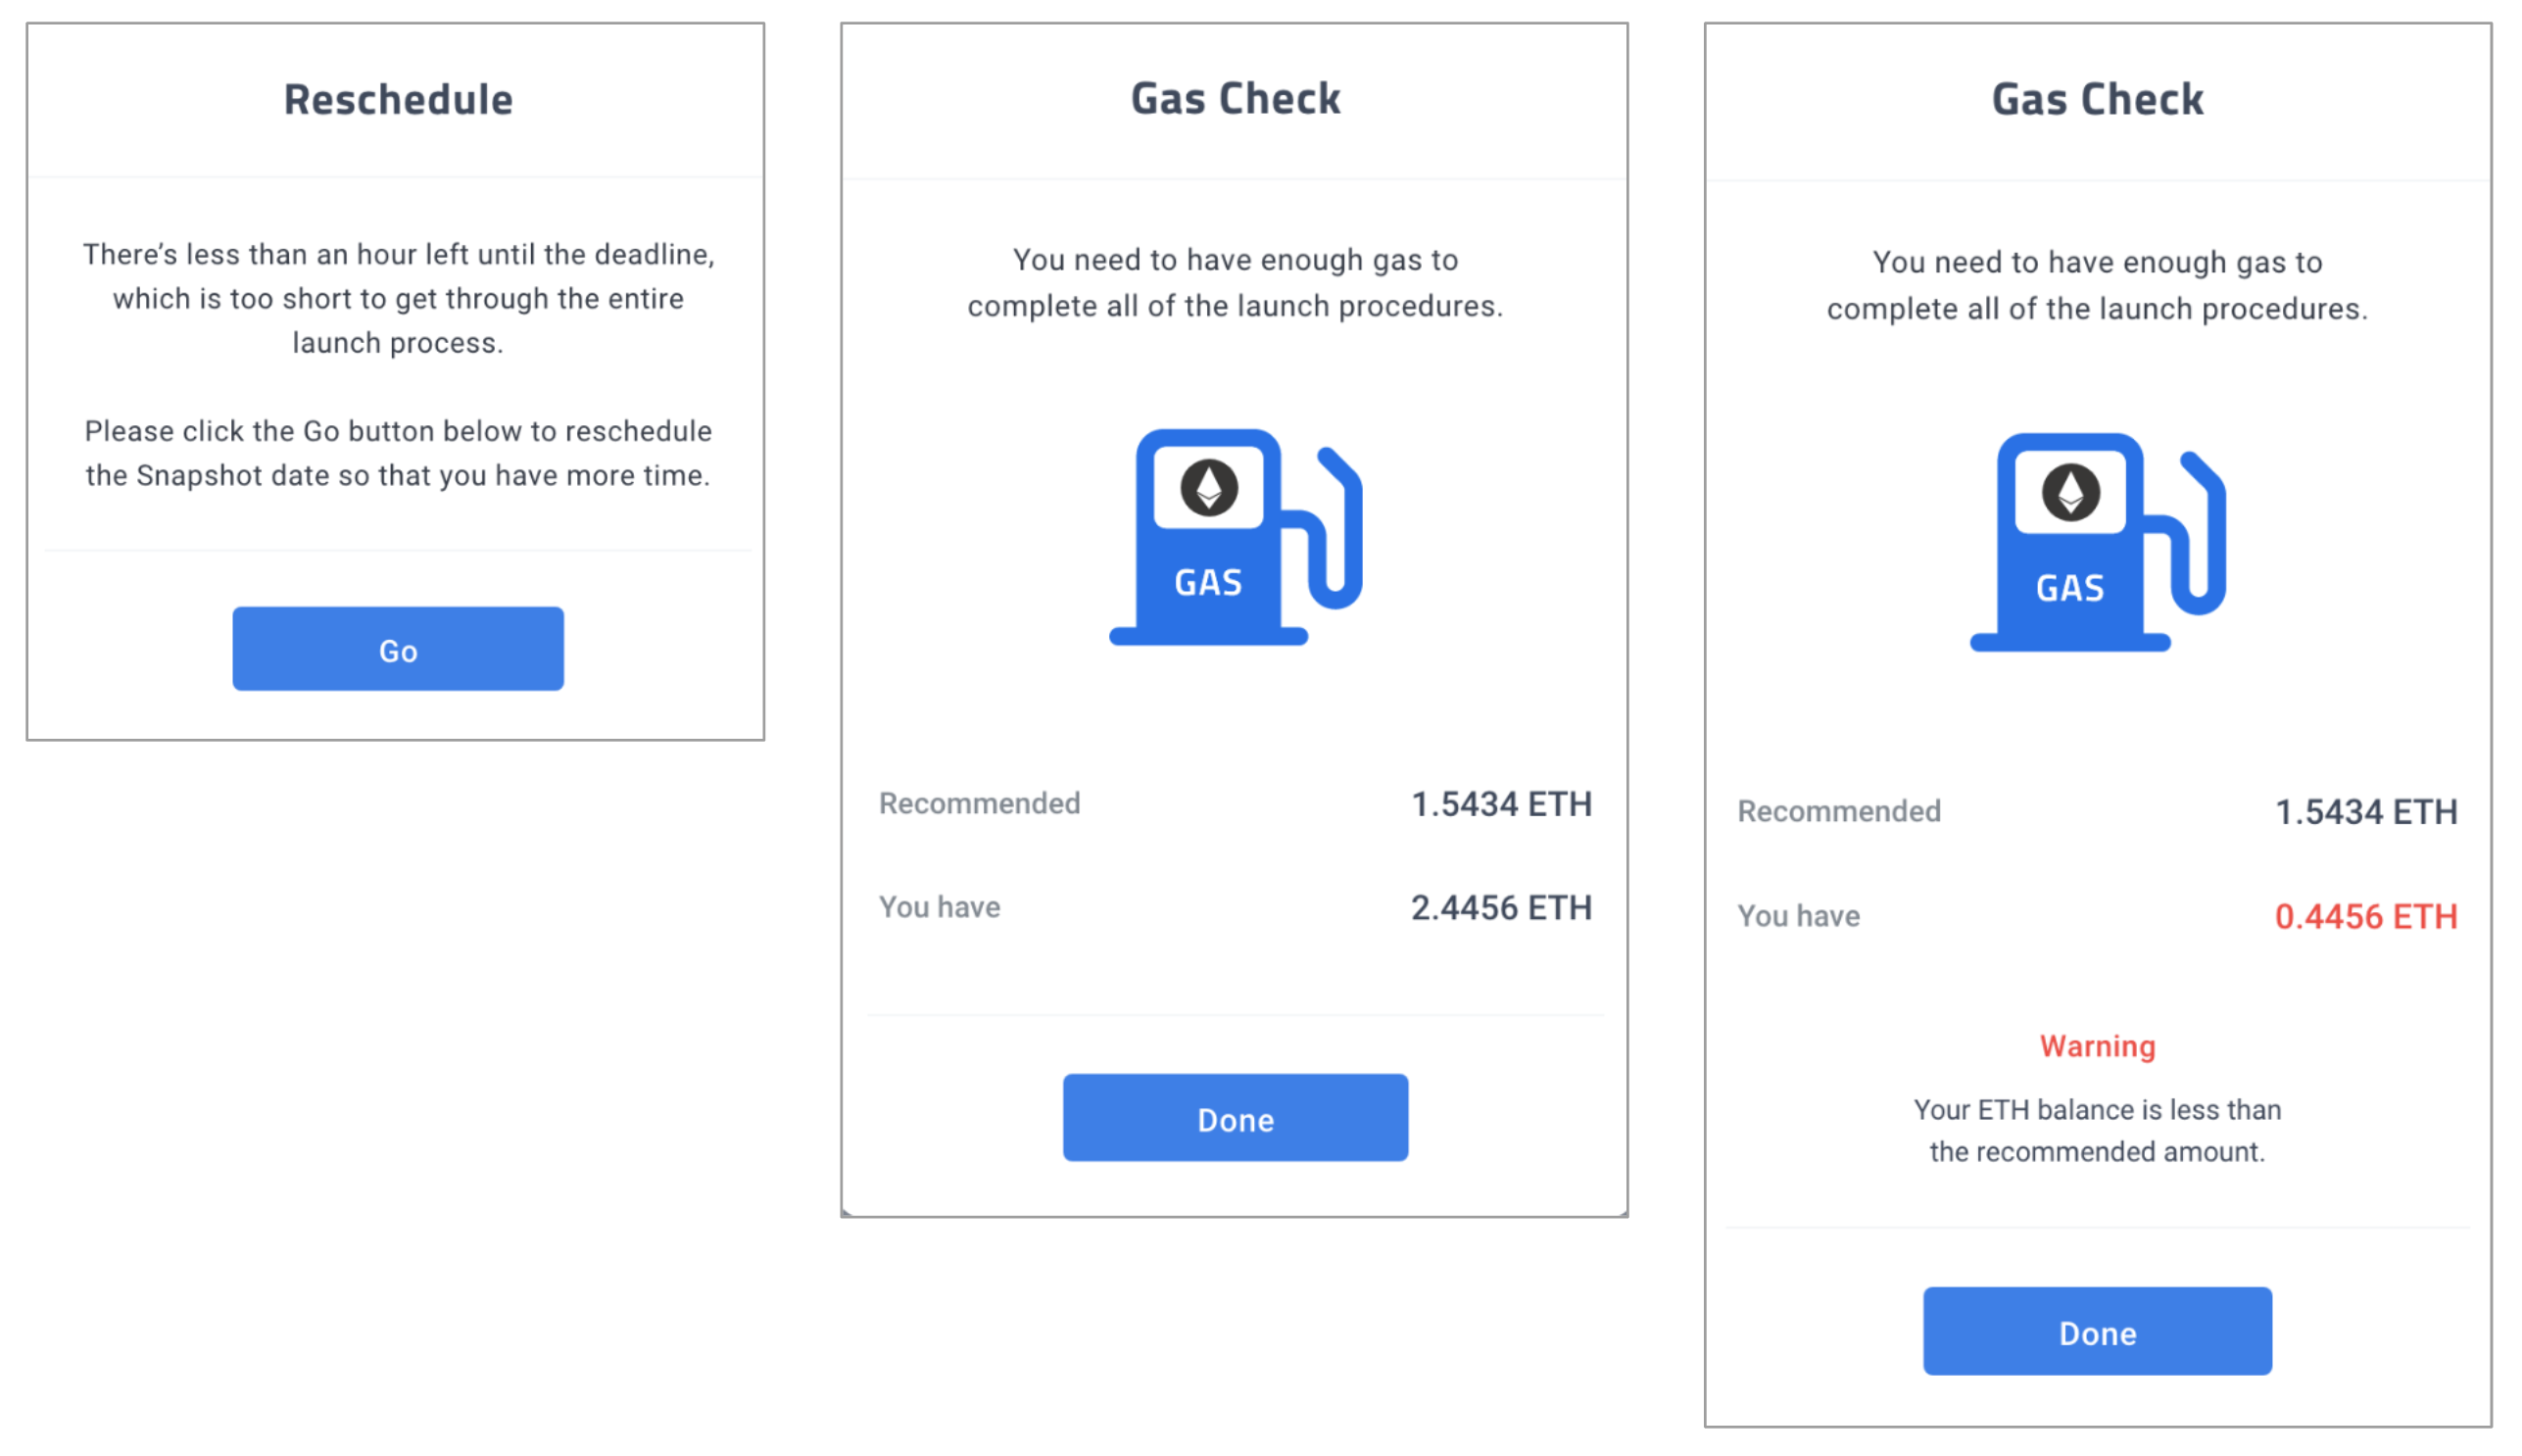 Reschedule
There’s less than an hour left until the deadline,
which is too short to get through the entire
launch process.
Please click the Go button below to reschedule
the Snapshot date so that you have more time.
Go
Gas Check
You need to have enough gas to
complete all of the launch procedures.
GAS
Recommended 1.5434 ETH
You have 2.4456 ETH
Done
Gas Check
You need to have enough gas to
complete all of the launch procedures.
GAS
Recommended 1.5434 ETH
You have 0.4456 ETH
Warning
Your ETH balance is less than
the recommended amount.
Done